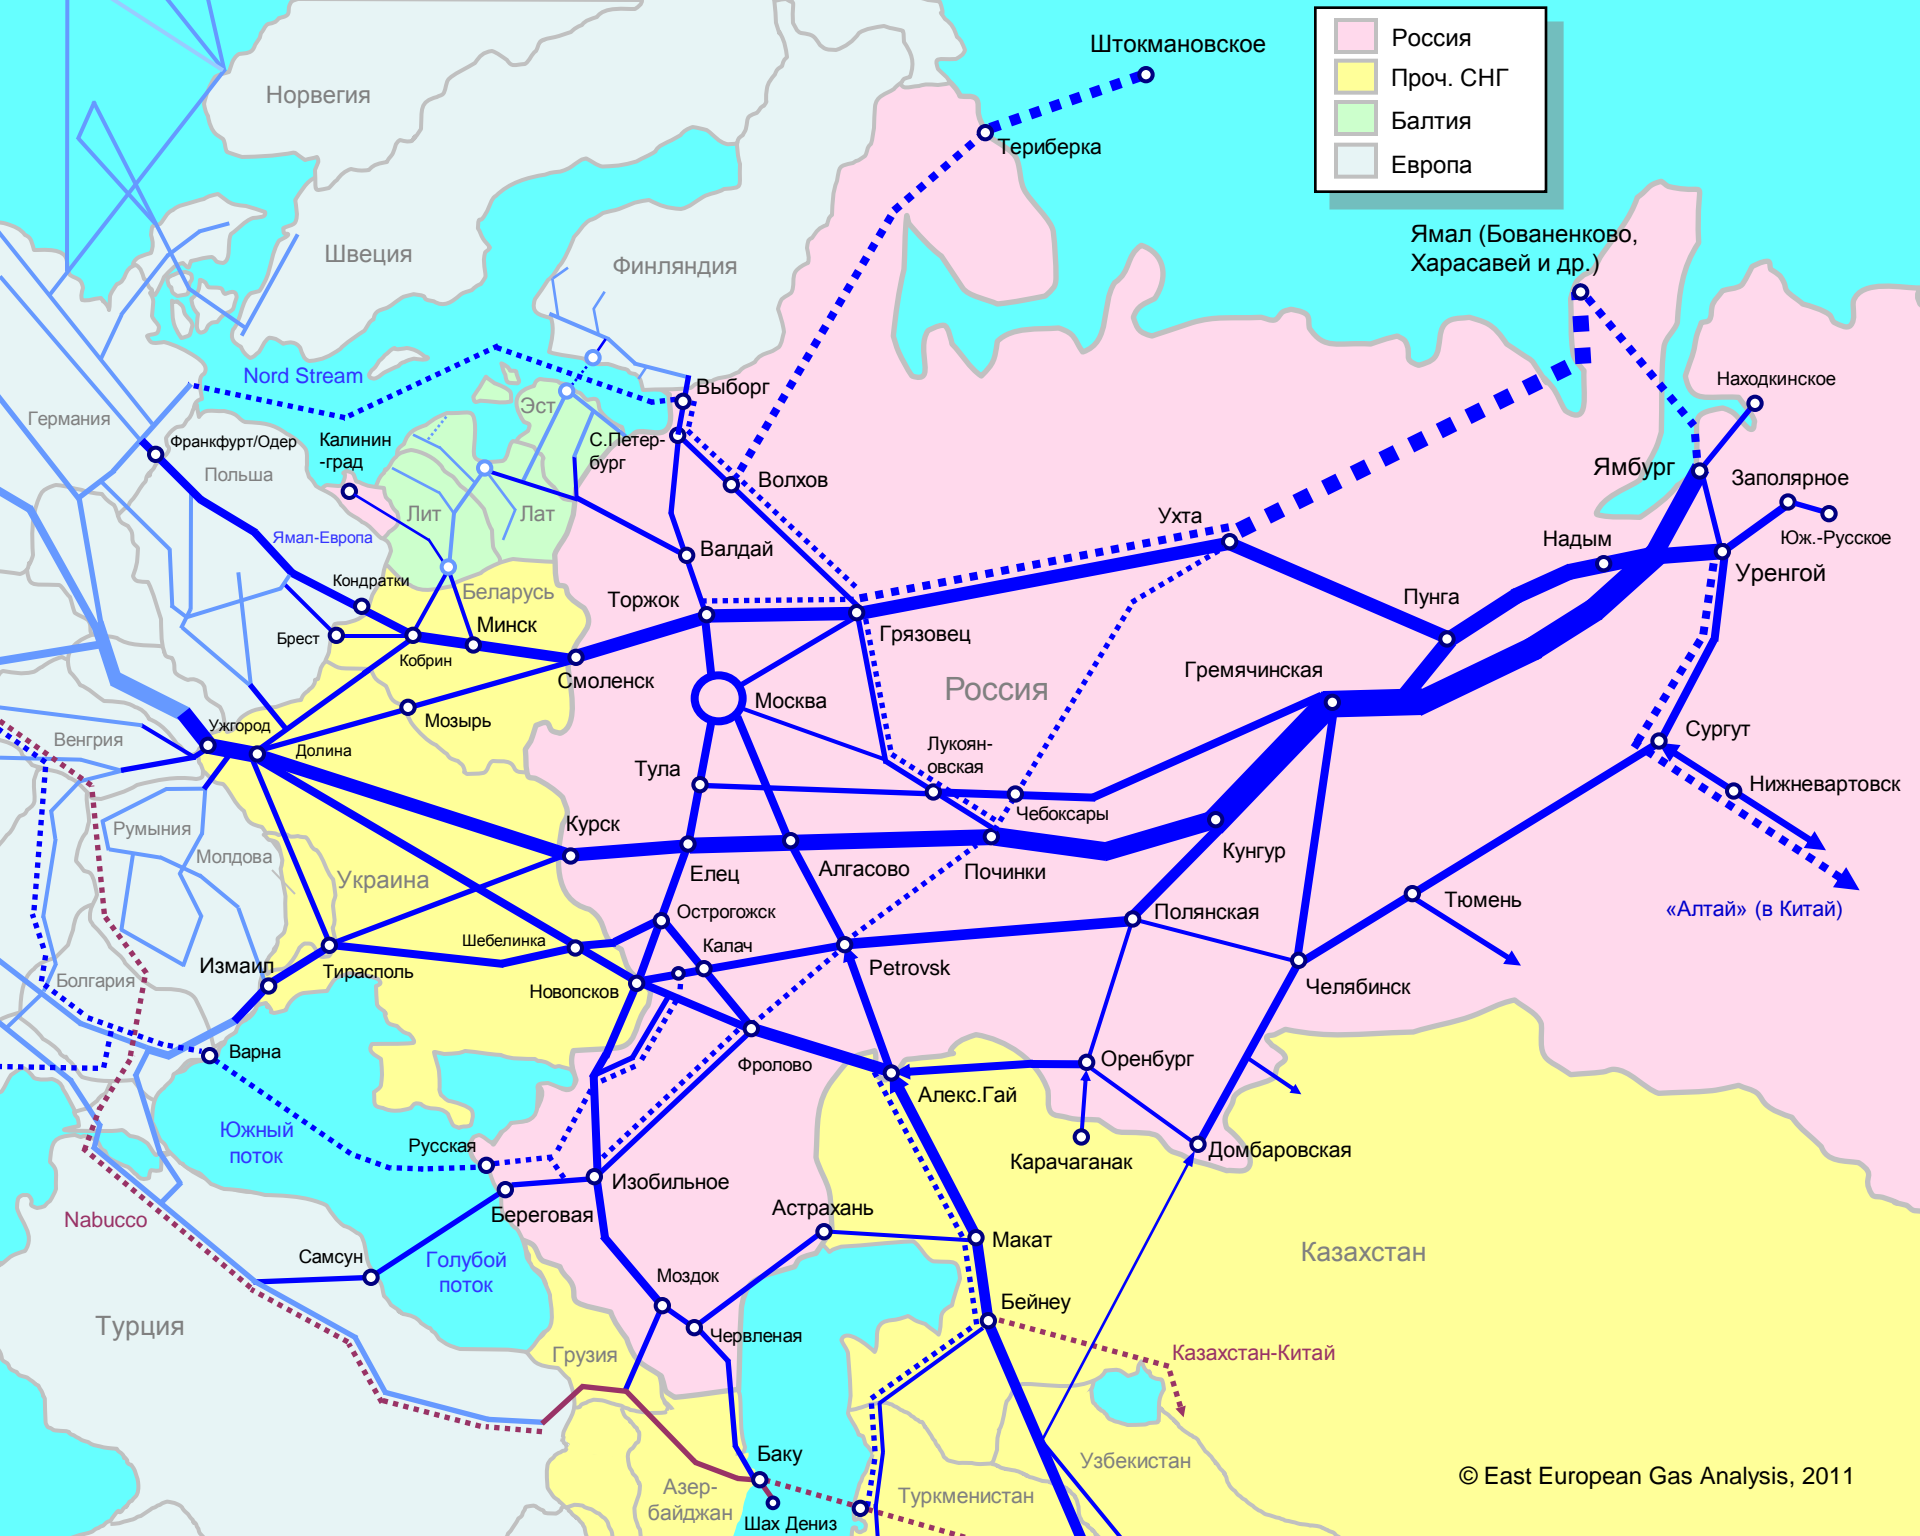 Штокмановское
Россия
Проч. СНГ
Балтия
Европа
Норвегия
Териберка
Швеция
Финляндия
Ямал (Бованенково,
Харасавей и др.)
Nord Stream
Выборг
Находкинское
Германия
Франкфурт/Одер
Калинин
-град
Эст
С.Петер-
бург
Польша
Волхов
Ямбург
Заполярное
Лит
Лат
Ухта
Юж.-Русское
Ямал-Европа
Валдай
Надым
Уренгой
Кондратки
Беларусь
Торжок
Пунга
Брест
Минск
Грязовец
Кобрин
Смоленск
Россия
Гремячинская
Москва
Мозырь
Ужгород
Венгрия
Долина
Лукоян-
овская
Сургут
Тула
Нижневартовск
Чебоксары
Румыния
Курск
Молдова
Украина
Елец
Алгасово
Починки
Кунгур
Острогожск
Полянская
Тюмень
«Алтай» (в Китай)
Шебелинка
Калач
Измаил
Тирасполь
Petrovsk
Болгария
Новопсков
Челябинск
Варна
Фролово
Оренбург
Алекс.Гай
Южный
поток
Русская
Карачаганак
Домбаровская
Изобильное
Nabucco
Береговая
Астрахань
Самсун
Голубой
поток
Макат
Казахстан
Моздок
Бейнеу
Турция
Червленая
Грузия
Казахстан-Китай
Баку
Узбекистан
Азер-
байджан
Туркменистан
Шах Дениз
© East European Gas Analysis, 2011